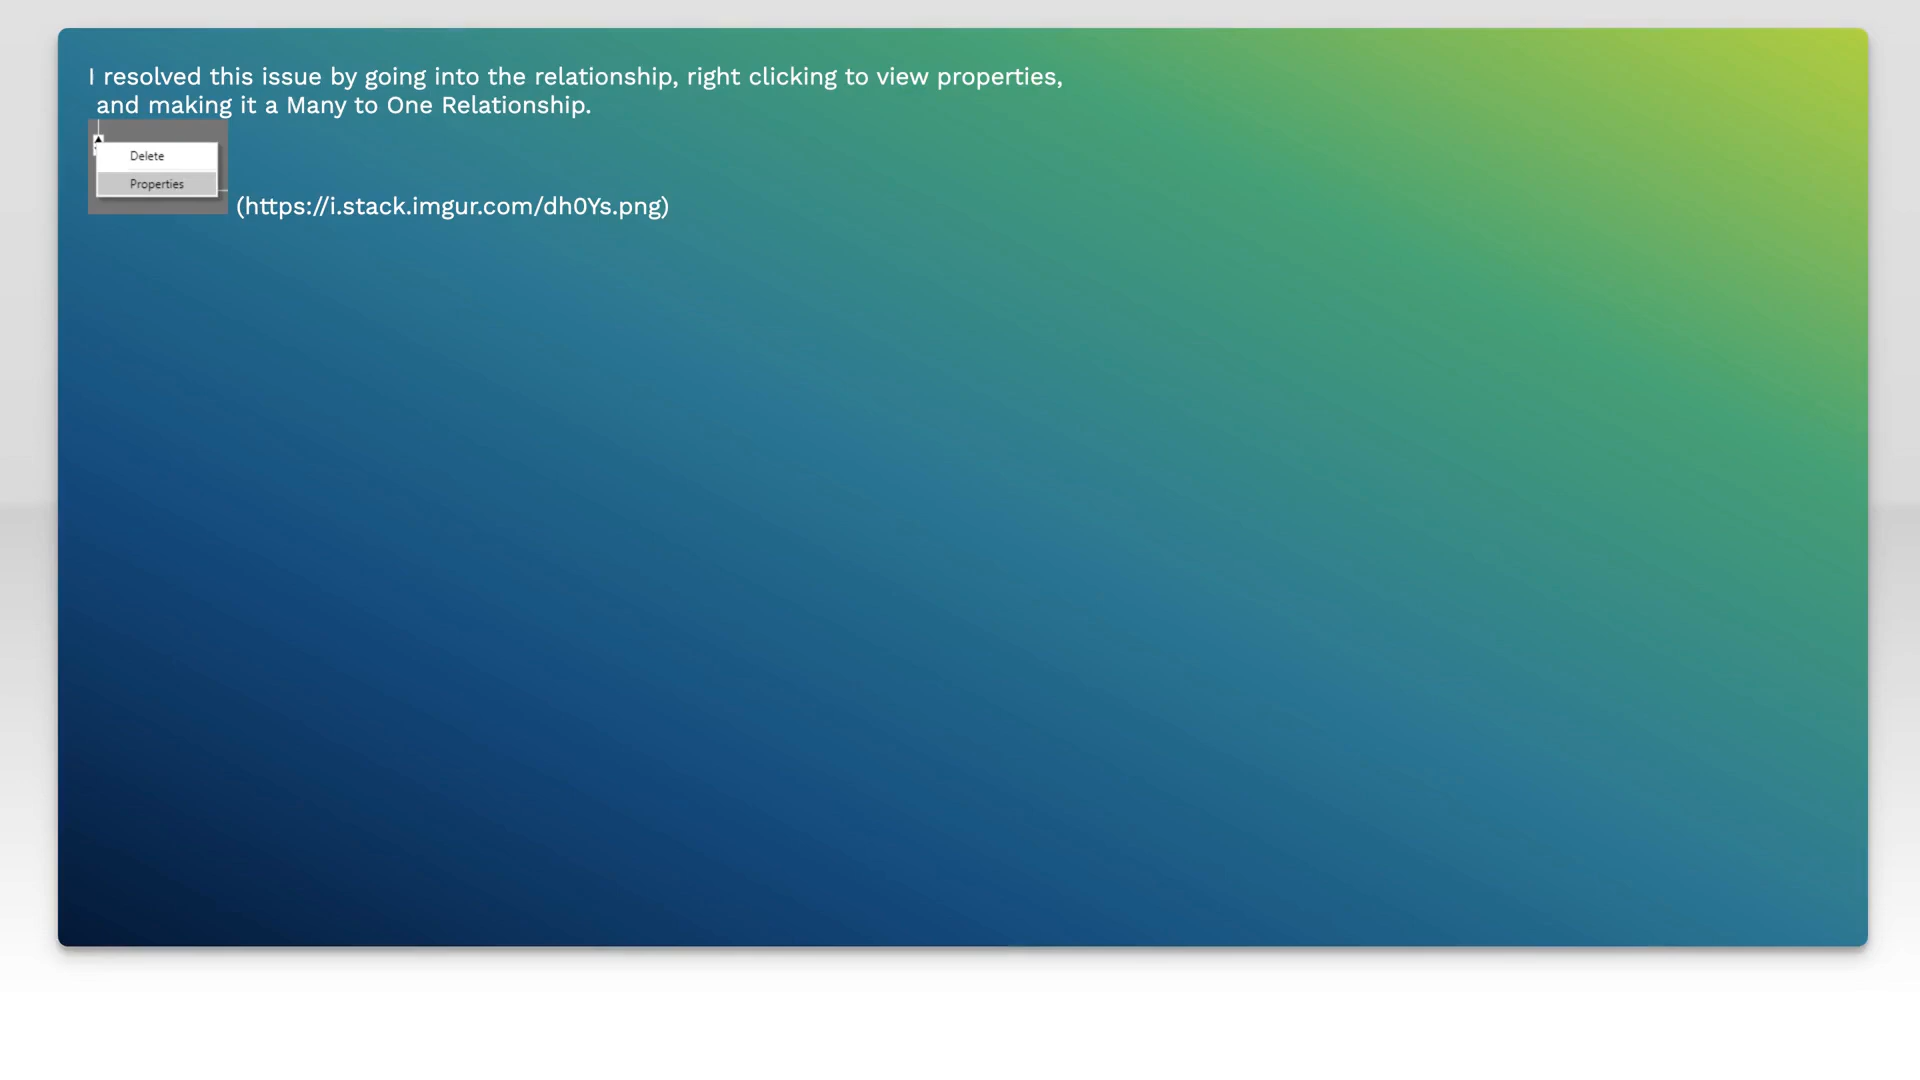 I resolved this issue by going into the relationship, right clicking to view properties,
and making it a Many to One Relationship.
Delete
Properties
(https://i.stack.imgur.com/dh0Ys.png)